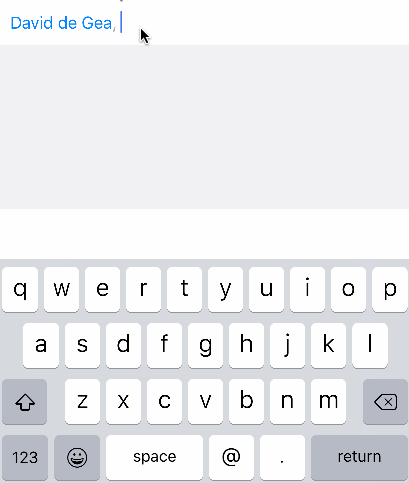 David de Gea,
q w e r t y u i o p
a s d f g h j k l
z x c v b n m
123 space @ . return